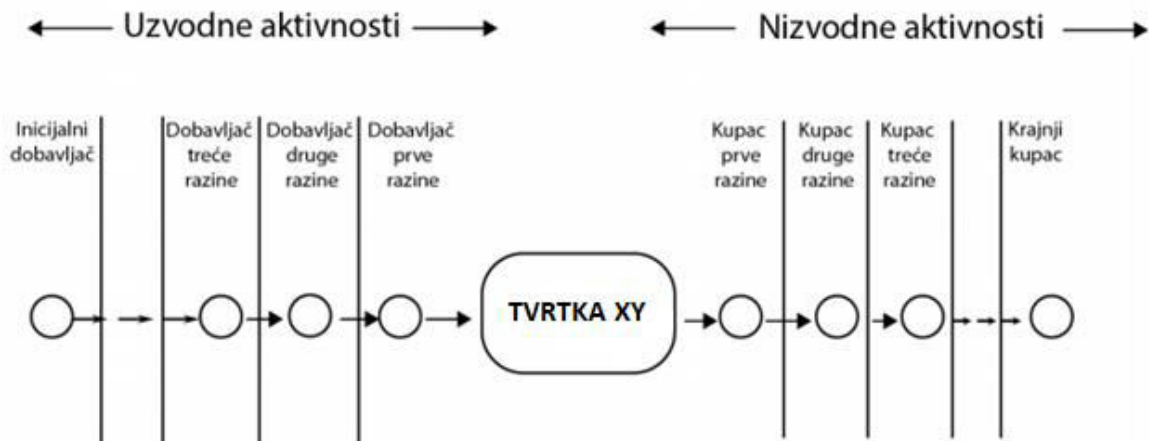 Uzvodne aktivnosti
Nizvodne aktivnosti
Inicijalni
dobavljač
Dobavljač
treće
razine
Dobavljač
druge
razine
Dobavljač
prve
razine
Kupac
prve
razine
Kupac
druge
razine
Kupac
treće
razine
Krajnji
kupac
TVRTKA XY